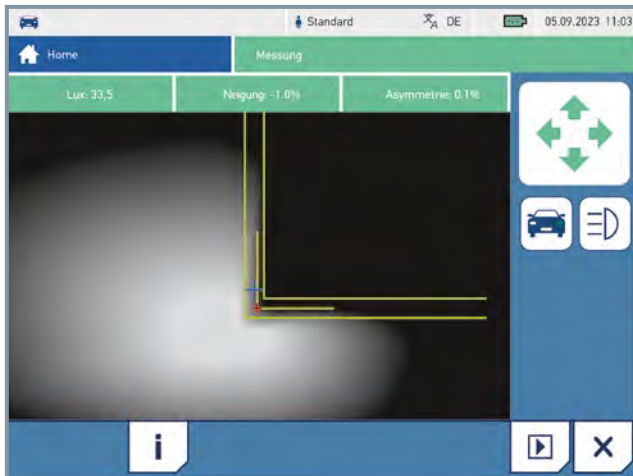 Standard DE 05.09.2023 11:03
Home Messung
Lux: 33,5 Neigung: -1.0% Asymmetrie: 0.1%
i